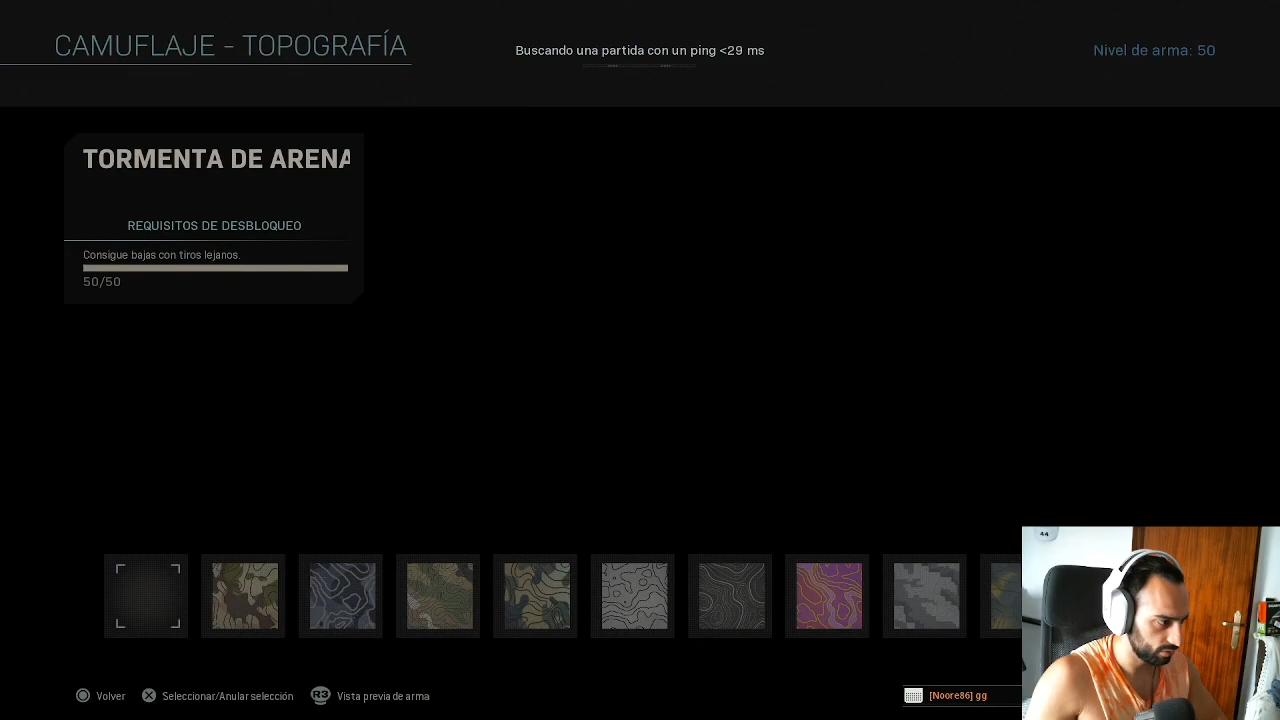 CAMUFLAJE - TOPOGRAFÍA
Buscando una partida con un ping <29 ms
Nivel de arma: 50
TORMENTA DE ARENA
REQUISITOS DE DESBLOQUEO
Consigue bajas con tiros lejanos.
50/50
44
Volver
Seleccionar/Anular selección
R3 Vista previa de arma
[Noore86] gg